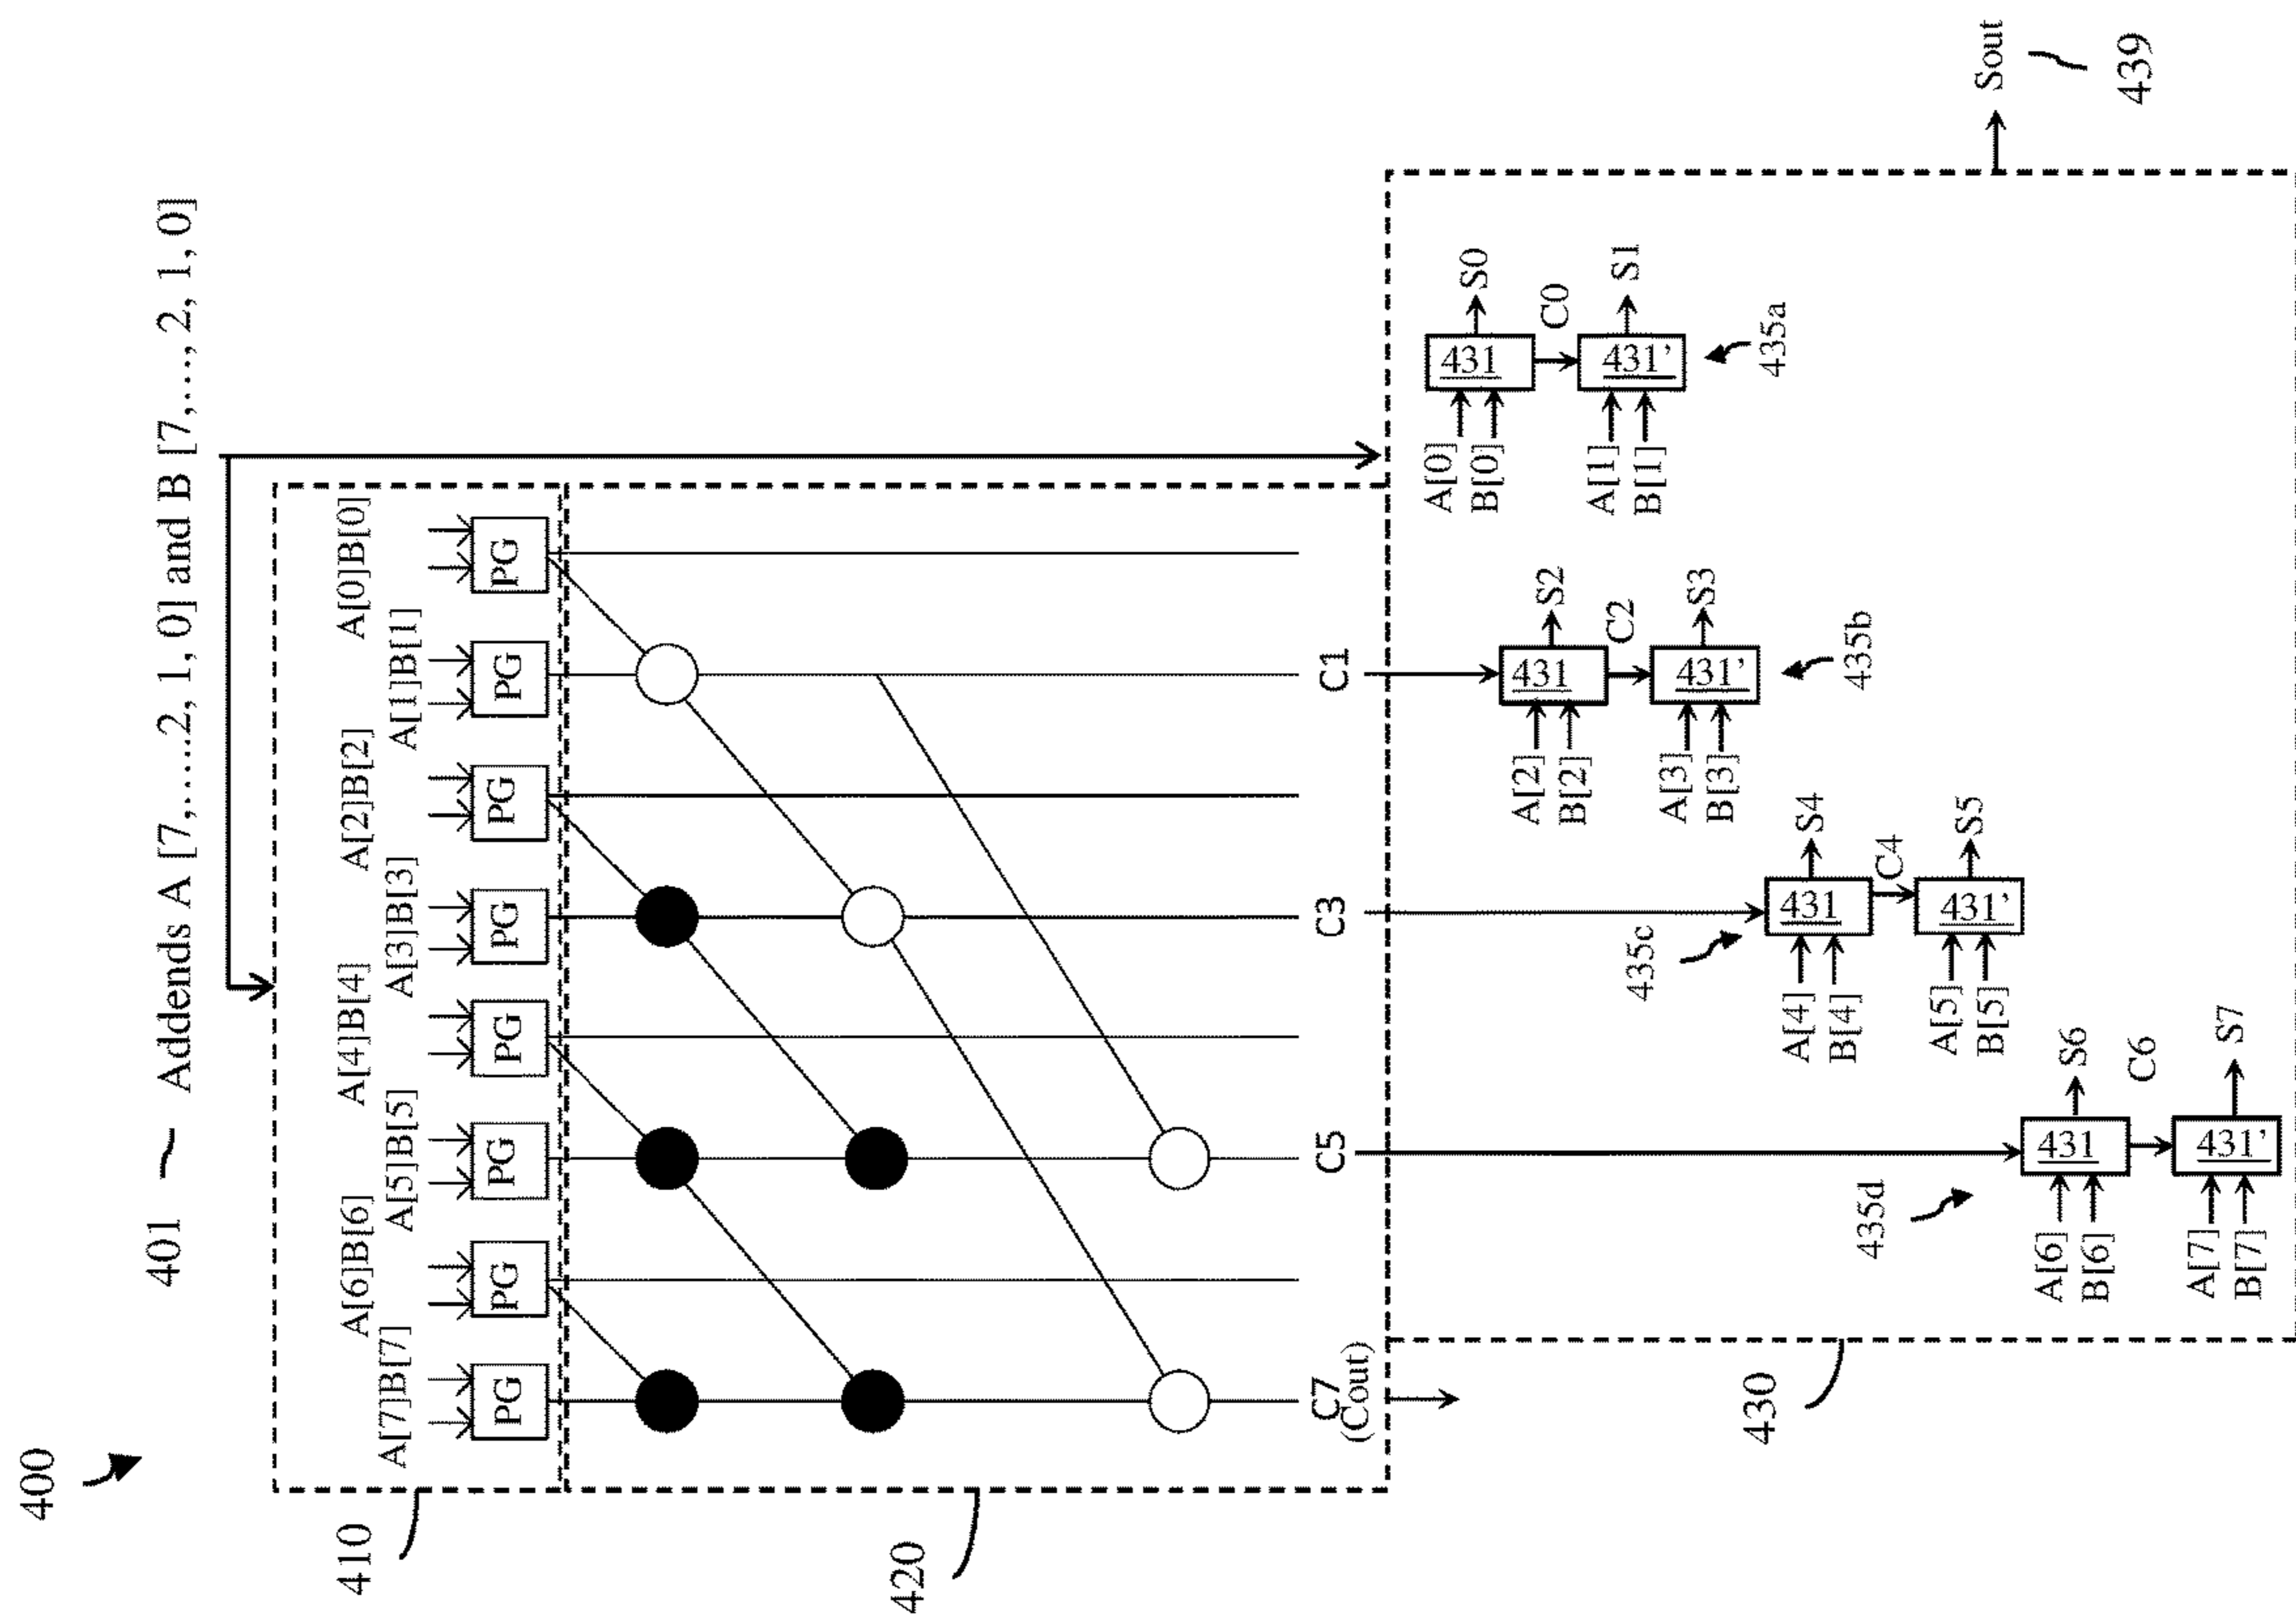 400
401
Addends A [7,.....2, 1, 0] and B [7,...., 2, 1, 0]
410
A[7]B[7]
A[6]B[6]
A[5]B[5]
A[4]B[4]
A[3]B[3]
A[2]B[2]
A[1]B[1]
A[0]B[0]
PG
PG
PG
PG
PG
PG
PG
PG
420
C7
(Cout)
C5
C3
C1
430
A[0]
B[0]
431
S0
C0
A[1]
B[1]
431'
S1
435a
A[2]
B[2]
431
S2
C2
A[3]
B[3]
431'
S3
435b
435c
A[4]
B[4]
431
S4
C4
A[5]
B[5]
431'
S5
435d
A[6]
B[6]
431
S6
C6
A[7]
B[7]
431'
S7
Sout
439